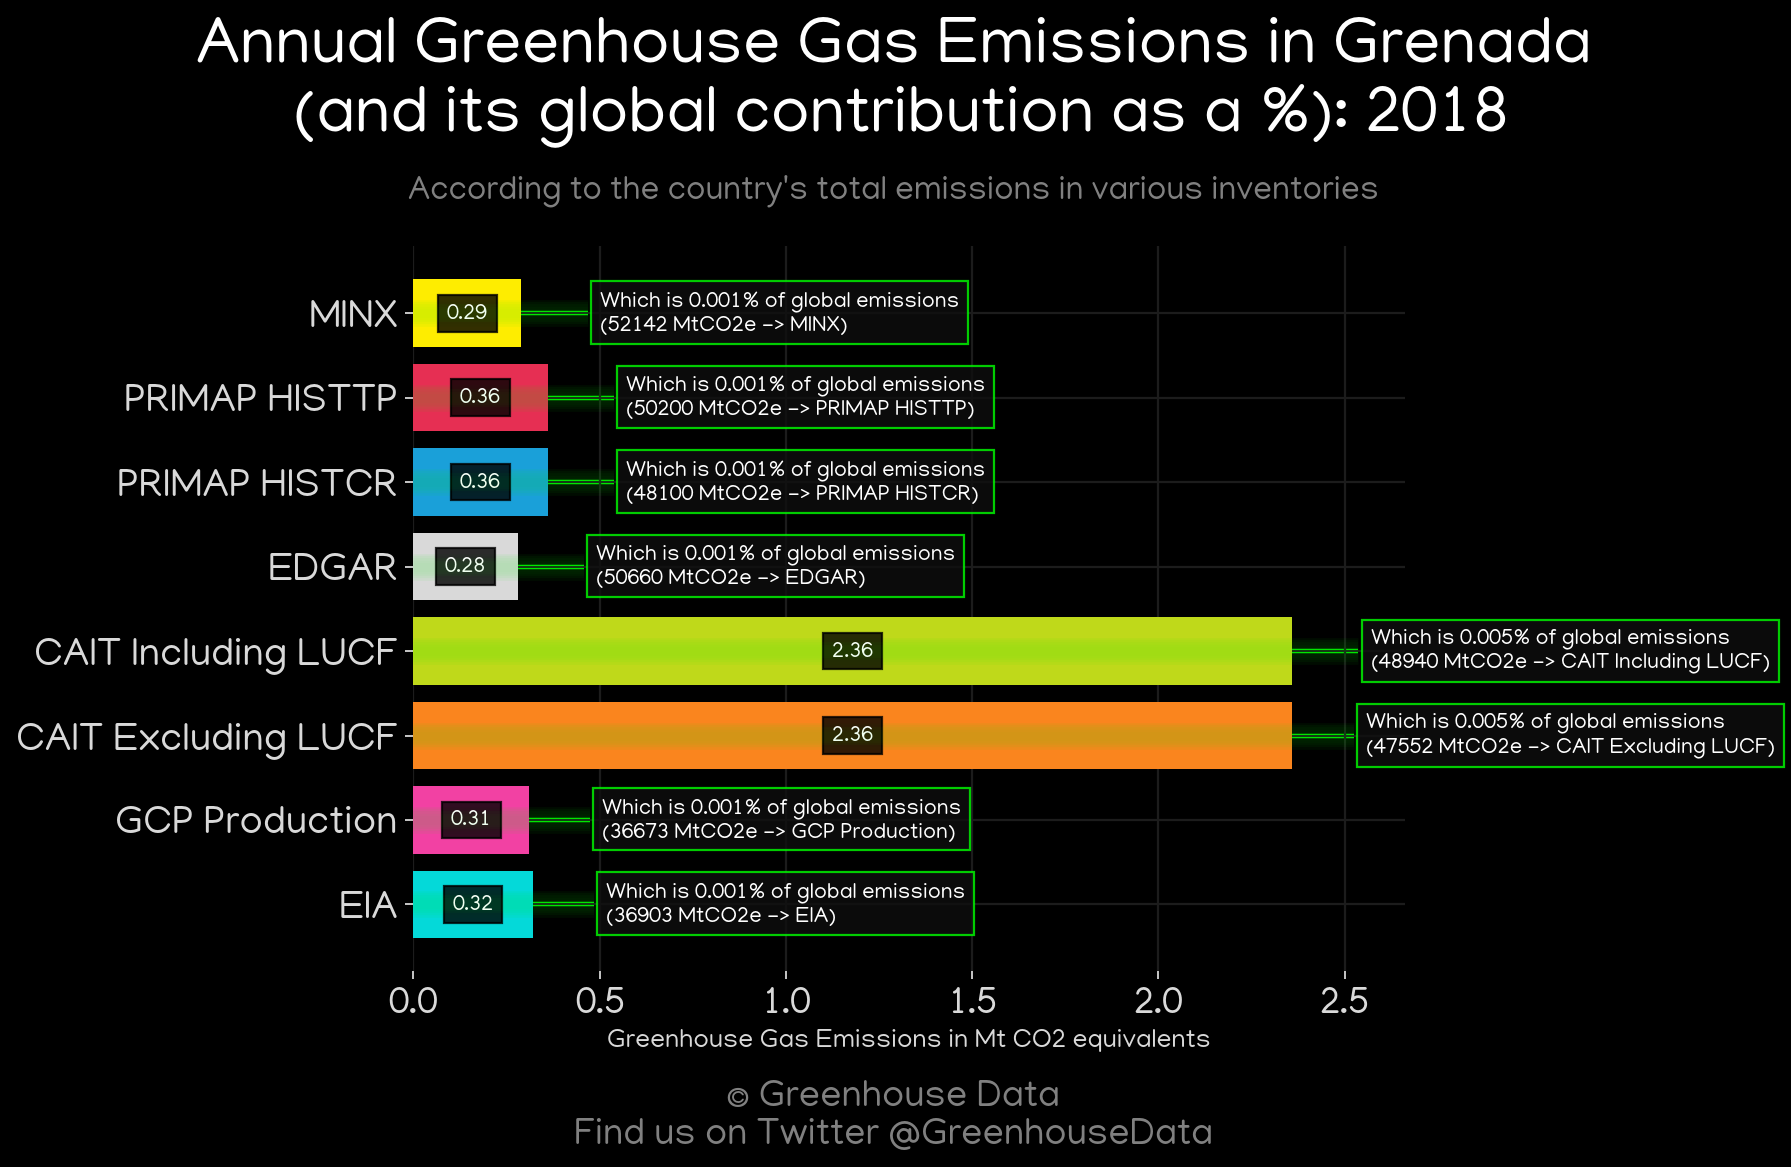 Annual Greenhouse Gas Emissions in Grenada
(and its global contribution as a %): 2018
According to the country's total emissions in various inventories
MINX
0.29
Which is 0.001% of global emissions
(52142 MtCO2e -> MINX)
PRIMAP HISTTP
0.36
Which is 0.001% of global emissions
(50200 MtCO2e -> PRIMAP HISTTP)
PRIMAP HISTCR
0.36
Which is 0.001% of global emissions
(48100 MtCO2e -> PRIMAP HISTCR)
EDGAR
0.28
Which is 0.001% of global emissions
(50660 MtCO2e -> EDGAR)
CAIT Including LUCF
2.36
Which is 0.005% of global emissions
(48940 MtCO2e -> CAIT Including LUCF)
CAIT Excluding LUCF
2.36
Which is 0.005% of global emissions
(47552 MtCO2e -> CAIT Excluding LUCF)
GCP Production
0.31
Which is 0.001% of global emissions
(36673 MtCO2e -> GCP Production)
EIA
0.32
Which is 0.001% of global emissions
(36903 MtCO2e -> EIA)
0.0 0.5 1.0 1.5 2.0 2.5
Greenhouse Gas Emissions in Mt CO2 equivalents
© Greenhouse Data
Find us on Twitter @GreenhouseData